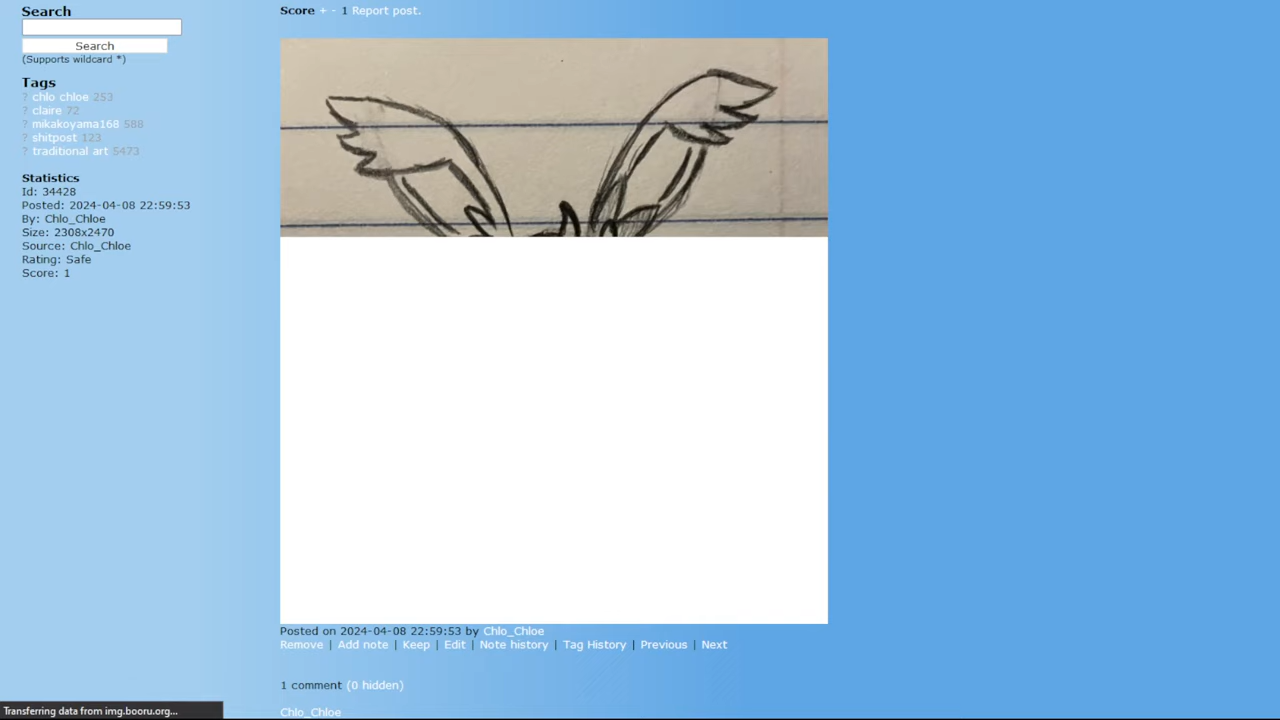 Search
Search
(Supports wildcard *)
Tags
? chlo chloe 253
? claire 72
? mikakoyama168 588
? shitpost 123
? traditional art 5473
Statistics
Id: 34428
Posted: 2024-04-08 22:59:53
By: Chlo_Chloe
Size: 2308x2470
Source: Chlo_Chloe
Rating: Safe
Score: 1
Score + - 1 Report post.
Posted on 2024-04-08 22:59:53 by Chlo_Chloe
Remove | Add note | Keep | Edit | Note history | Tag History | Previous | Next
1 comment (0 hidden)
Chlo_Chloe
Transferring data from img.booru.org...